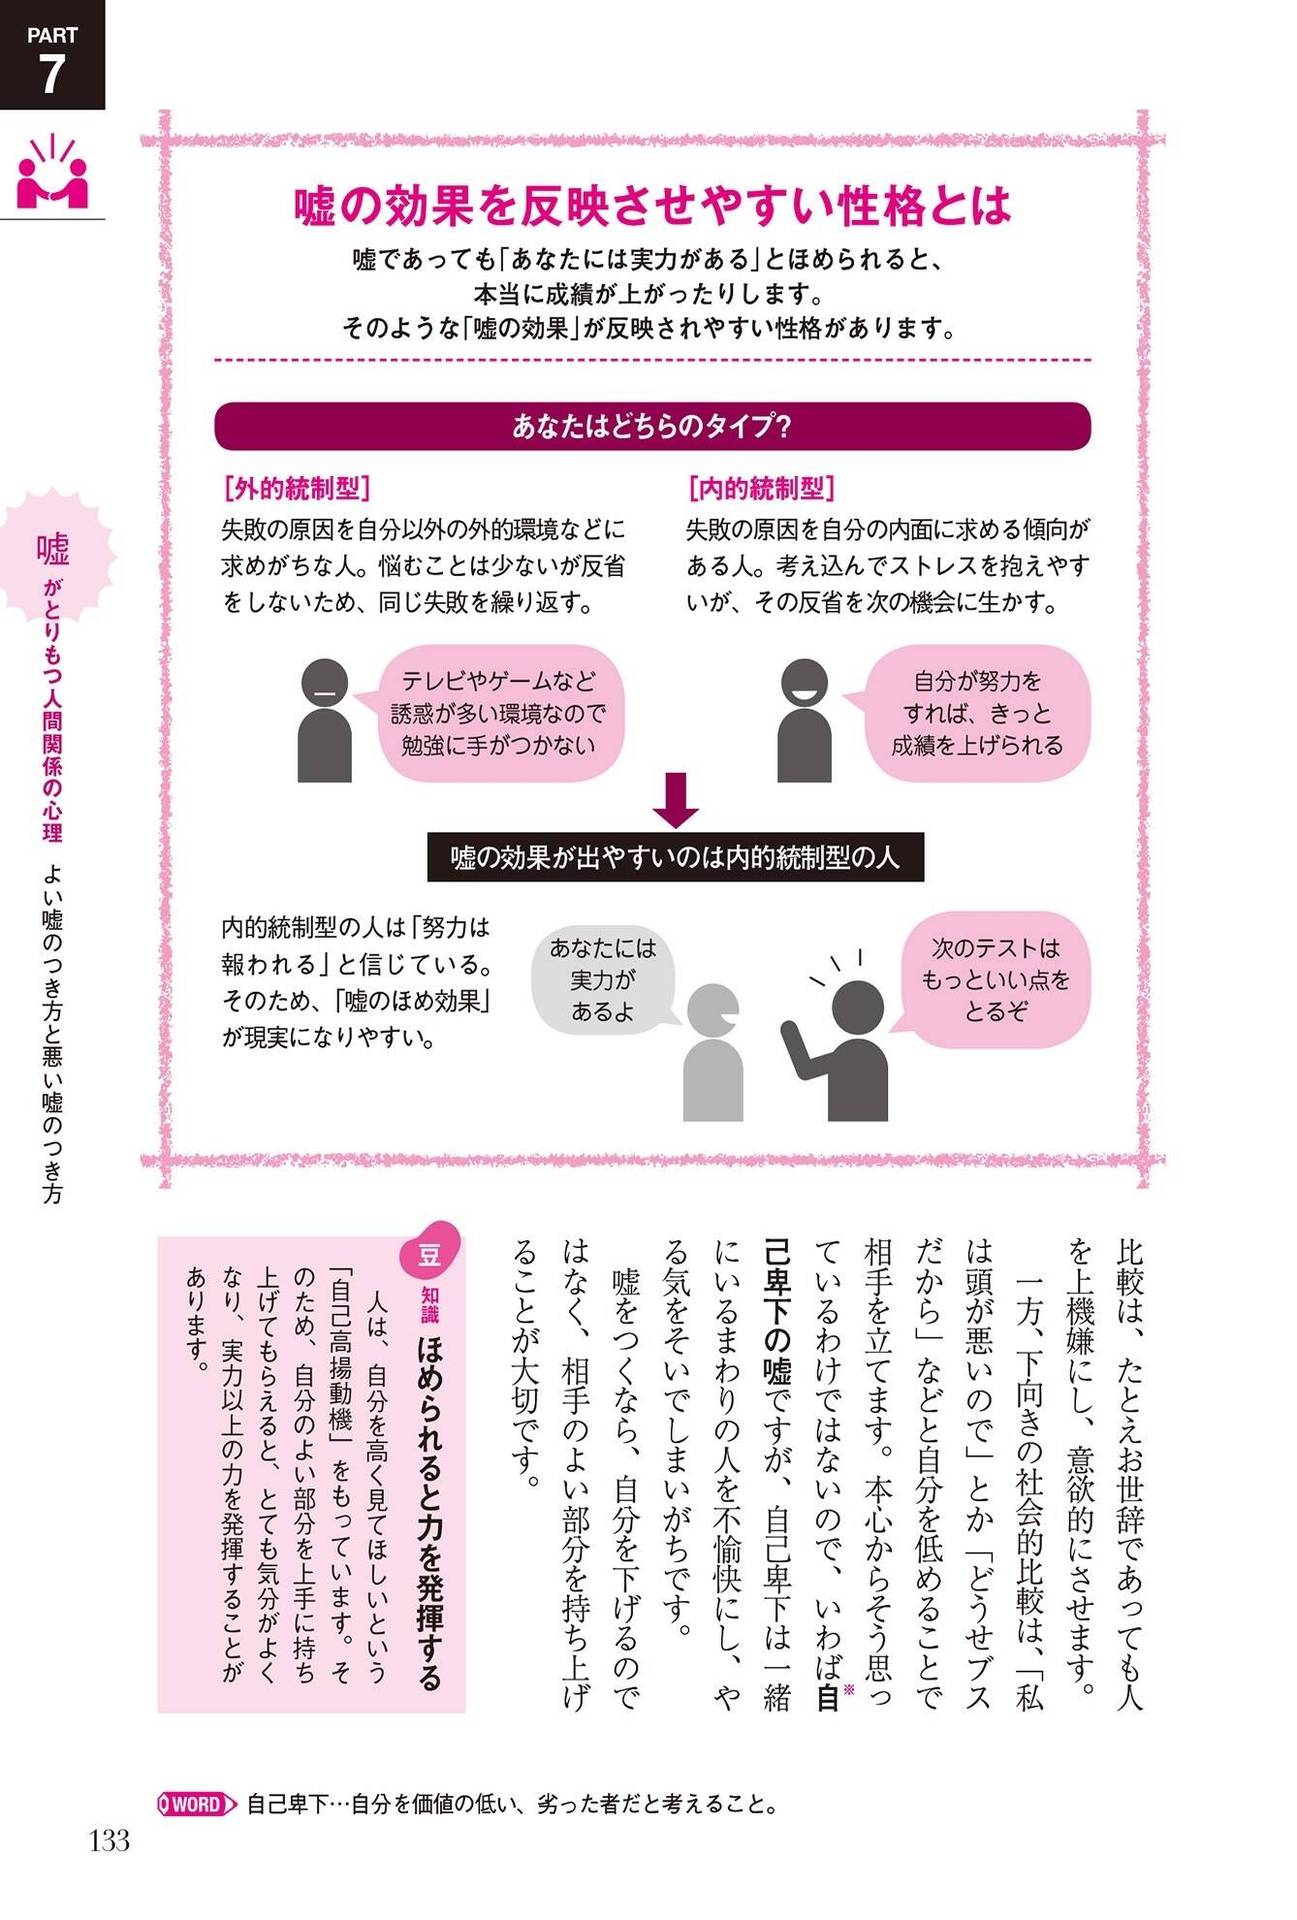 PART
7
嘘の効果を反映させやすい性格とは
嘘であっても「あなたには実力がある」とほめられると、
本当に成績が上がったりします。
そのような「嘘の効果」が反映されやすい性格があります。
あなたはどちらのタイプ?
[外的統制型]
失敗の原因を自分以外の外的環境などに
求めがちな人。悩むことは少ないが反省
をしないため、同じ失敗を繰り返す。
[内的統制型]
失敗の原因を自分の内面に求める傾向が
ある人。考え込んでストレスを抱えやす
いが、その反省を次の機会に生かす。
テレビやゲームなど
誘惑が多い環境なので
勉強に手がつかない
自分が努力を
すれば、きっと
成績を上げられる
嘘の効果が出やすいのは内的統制型の人
内的統制型の人は「努力は
報われる」と信じている。
そのため、「嘘のほめ効果」
が現実になりやすい。
あなたには
実力が
あるよ
次のテストは
もっといい点を
とるぞ
嘘がとりもつ人間関係の心理 よい嘘のつき方と悪い嘘のつき方
比較は、たとえお世辞であっても人
を上機嫌にし、意欲的にさせます。
一方、下向きの社会的比較は、「私
は頭が悪いので」とか「どうせブス
だから」などと自分を低めることで
相手を立てます。本心からそう思っ
ているわけではないので、いわば自※
己卑下の嘘ですが、自己卑下は一緒
にいるまわりの人を不愉快にし、や
る気をそいでしまいがちです。
嘘をつくなら、自分を下げるので
はなく、相手のよい部分を持ち上げ
ることが大切です。
豆知識 ほめられると力を発揮する
人は、自分を高く見てほしいという
「自己高揚動機」をもっています。そ
のため、自分のよい部分を上手に持ち
上げてもらえると、とても気分がよく
なり、実力以上の力を発揮することが
あります。
WORD 自己卑下…自分を価値の低い、劣った者だと考えること。
133